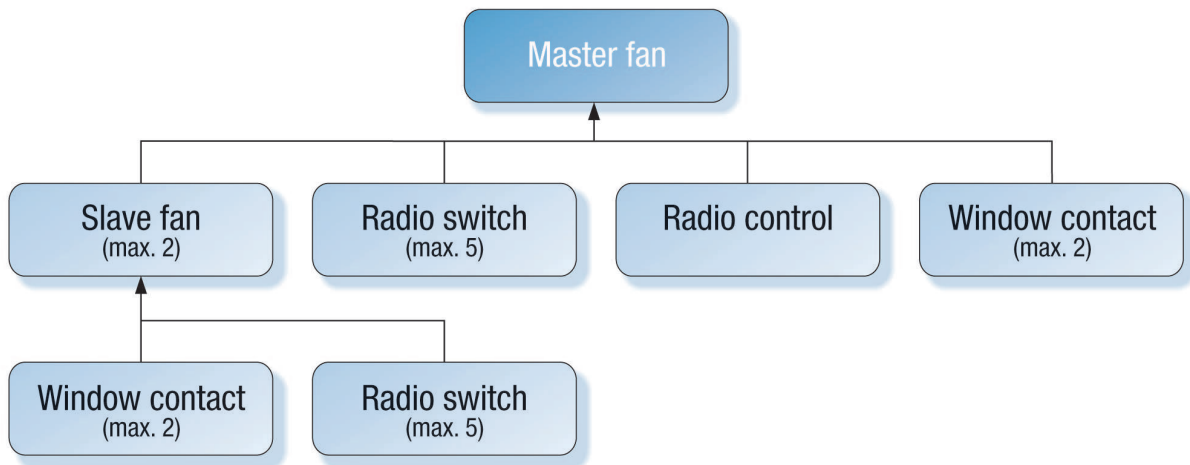 Master fan
Slave fan
(max. 2)
Radio switch
(max. 5)
Radio control
Window contact
(max. 2)
Window contact
(max. 2)
Radio switch
(max. 5)